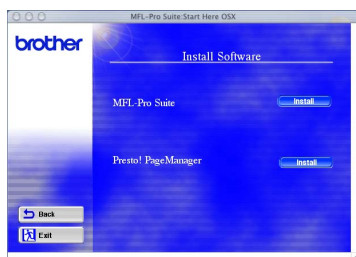 MFL-Pro Suite:Start Here OSX
brother
Install Software
MFL-Pro Suite
Install
Presto! PageManager
Install
Back
Exit